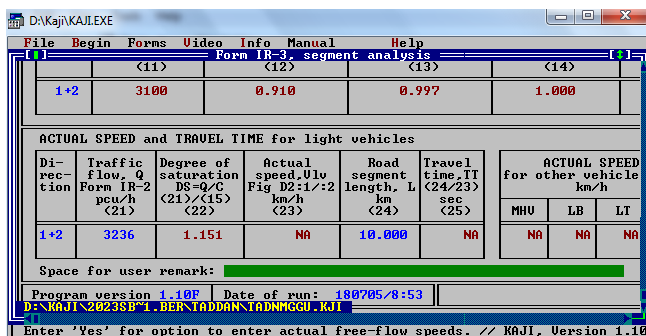 D:\Kaji\KAJI.EXE
File Begin Forms Video Info Manual Help
Form IR-3, segment analysis
(11) (12) (13) (14)
1+2 3100 0.910 0.997 1.000
ACTUAL SPEED and TRAVEL TIME for light vehicles
Di- Traffic Degree of Actual Road Travel ACTUAL SPEED
rec- flow, Q saturation speed,Vlv segment time,TT for other vehicle
tion Form IR-2 DS=Q/C Fig D2:1/:2 length, L (24/23) km/h
pcu/h (21)/(15) km/h km sec
(21) (22) (23) (24) (25) MHV LB LT
1+2 3236 1.151 NA 10.000 NA NA NA NA
Space for user remark:
Program version 1.10F Date of run: 180705/8:53
D:\KAJI\2023SB~1.BER\TADDAN\TADNMGGU.KJI
Enter 'Yes' for option to enter actual free-flow speeds. // KAJI, Version 1.10